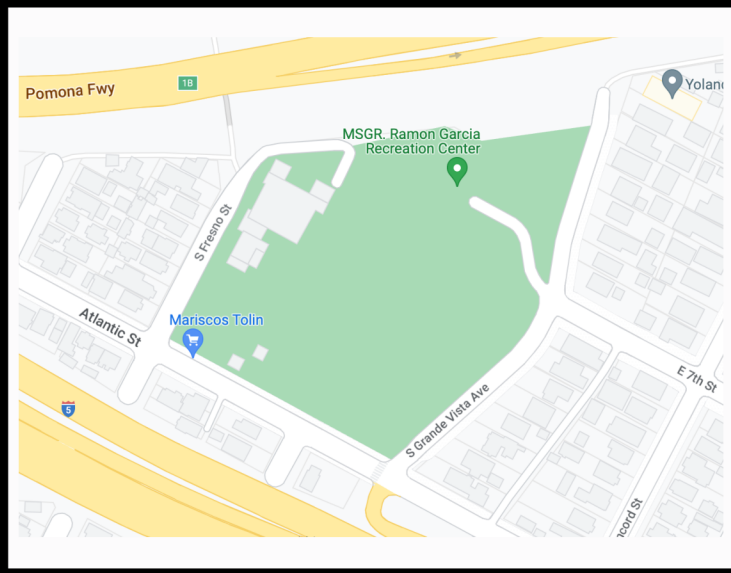 Pomona Fwy
1B
Yoland
MSGR. Ramon Garcia
Recreation Center
S Fresno St
Mariscos Tolin
Atlantic St
5
E 7th St
S Grande Vista Ave
ncord St